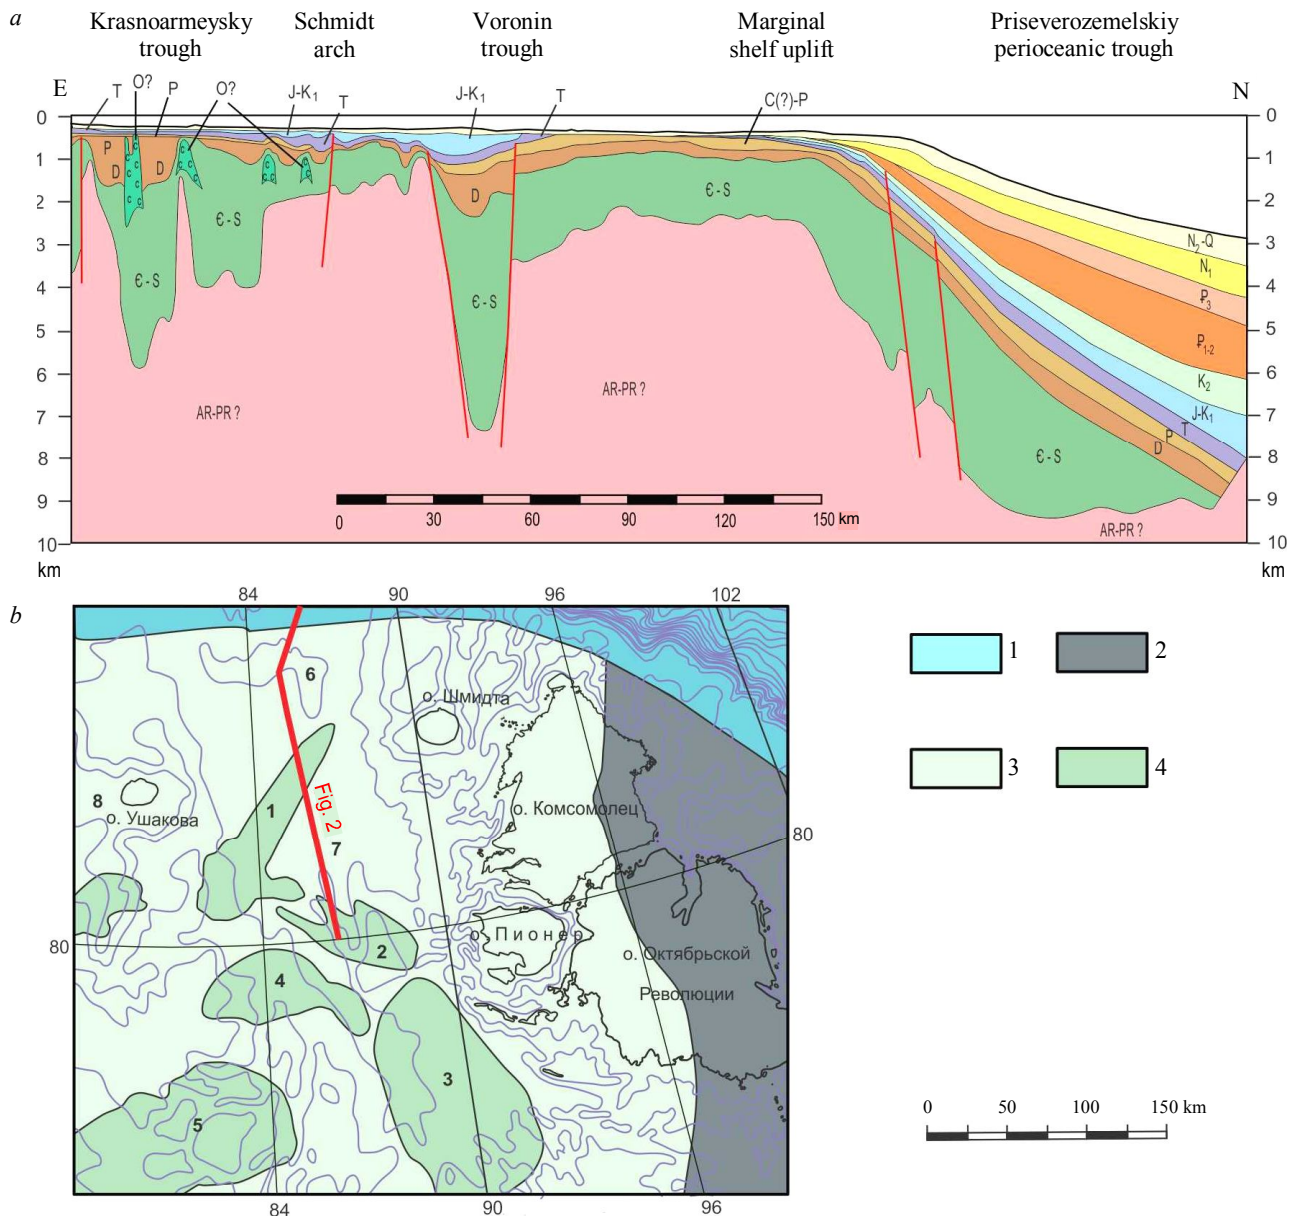 a
Krasnoarmeysky
trough
Schmidt
arch
Voronin
trough
Marginal
shelf uplift
Priseverozemelskiy
perioceanic trough
E
T
O?
P
O?
J-K₁
T
J-K₁
T
C(?)-P
N
0
1
2
3
4
5
6
7
8
9
10
km
0
1
2
3
4
5
6
7
8
9
10
km
P
D
D
D
Є-S
Є-S
Є-S
Є-S
Є-S
AR-PR ?
AR-PR ?
AR-PR ?
N₂-Q
N₁
₽₃
₽₁₋₂
K₂
J-K₁
T
P
D
0 30 60 90 120 150 km
b
84 90 96 102
6
о. Шмидта
8
о. Ушакова
1
Fig. 2
7
о. Комсомолец
80
80
2
о. Пионер
о. Октябрьской
Революции
4
3
5
84 90 96
1
2
3
4
0 50 100 150 km